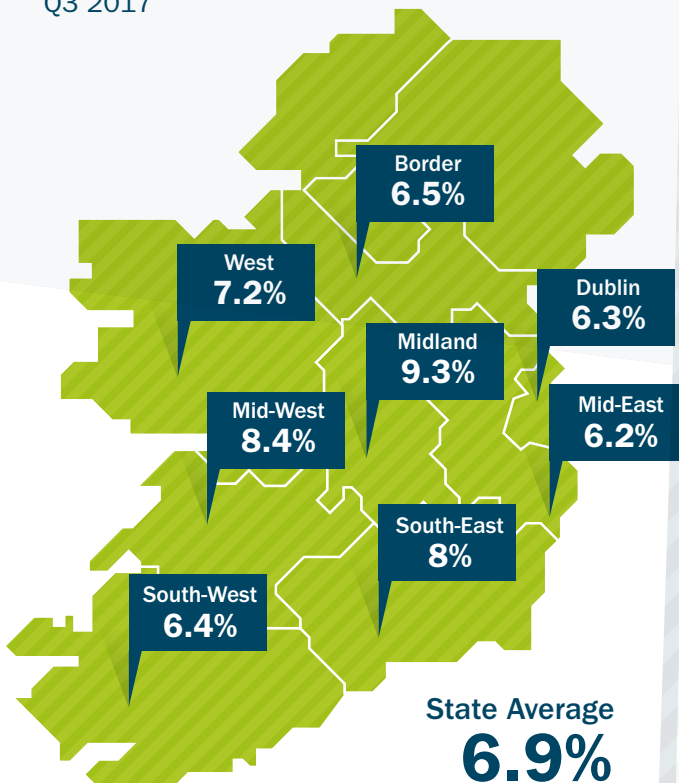 Q3 2017
Border
6.5%
West
7.2%
Dublin
6.3%
Midland
9.3%
Mid-East
6.2%
Mid-West
8.4%
South-East
8%
South-West
6.4%
State Average
6.9%